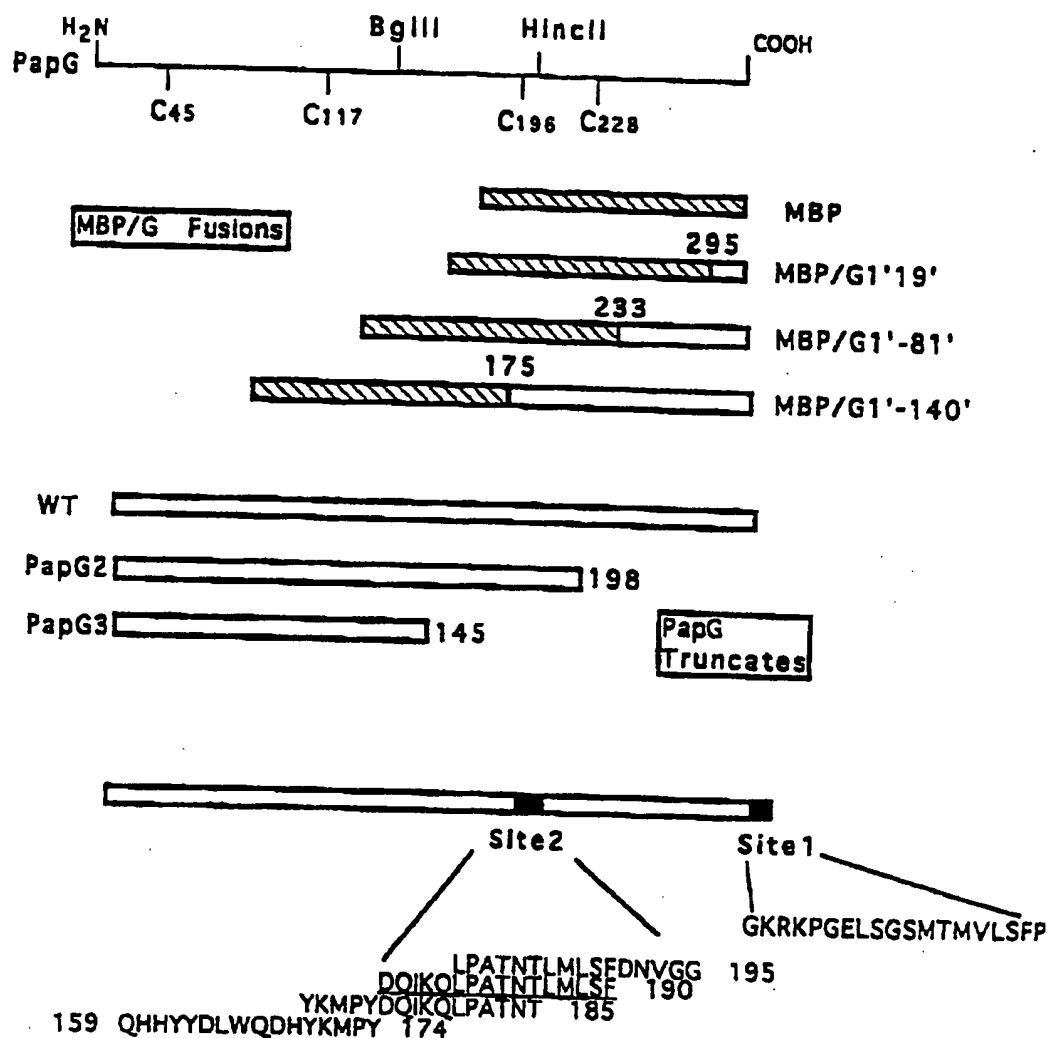 H2N BglII HincII COOH
PapG
C45 C117 C196 C228
MBP/G Fusions
MBP
295
MBP/G1'19'
233
MBP/G1'-81'
175
MBP/G1'-140'
WT
PapG2 198
PapG3 145
PapG
Truncates
Site2 Site1
GKRKPGELSGSMTMVLSFP
LPATNTLMLSFDNVGG 195
DQIKQLPATNTLMLSF 190
YKMPYDQIKQLPATNT 185
159 QHHYYDLWQDHYKMPY 174